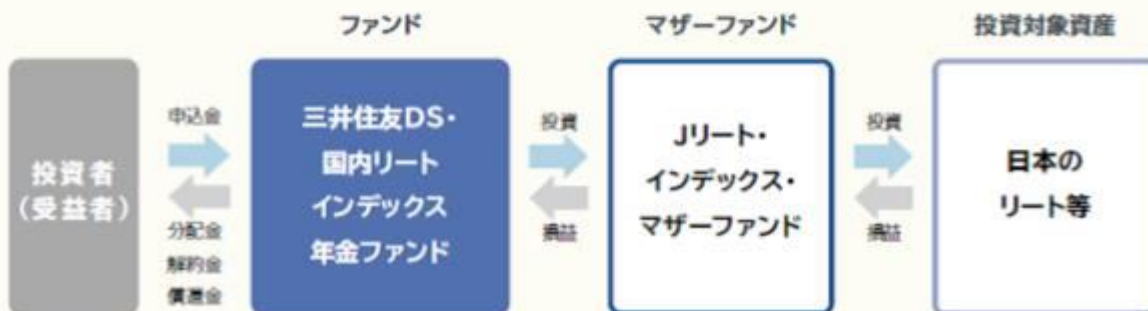 ファンド
マザーファンド
投資対象資産
投資者
(受益者)
申込金
分配金
解約金
償還金
三井住友DS・
国内リート
インデックス
年金ファンド
投資
損益
Jリート・
インデックス・
マザーファンド
投資
損益
日本の
リート等